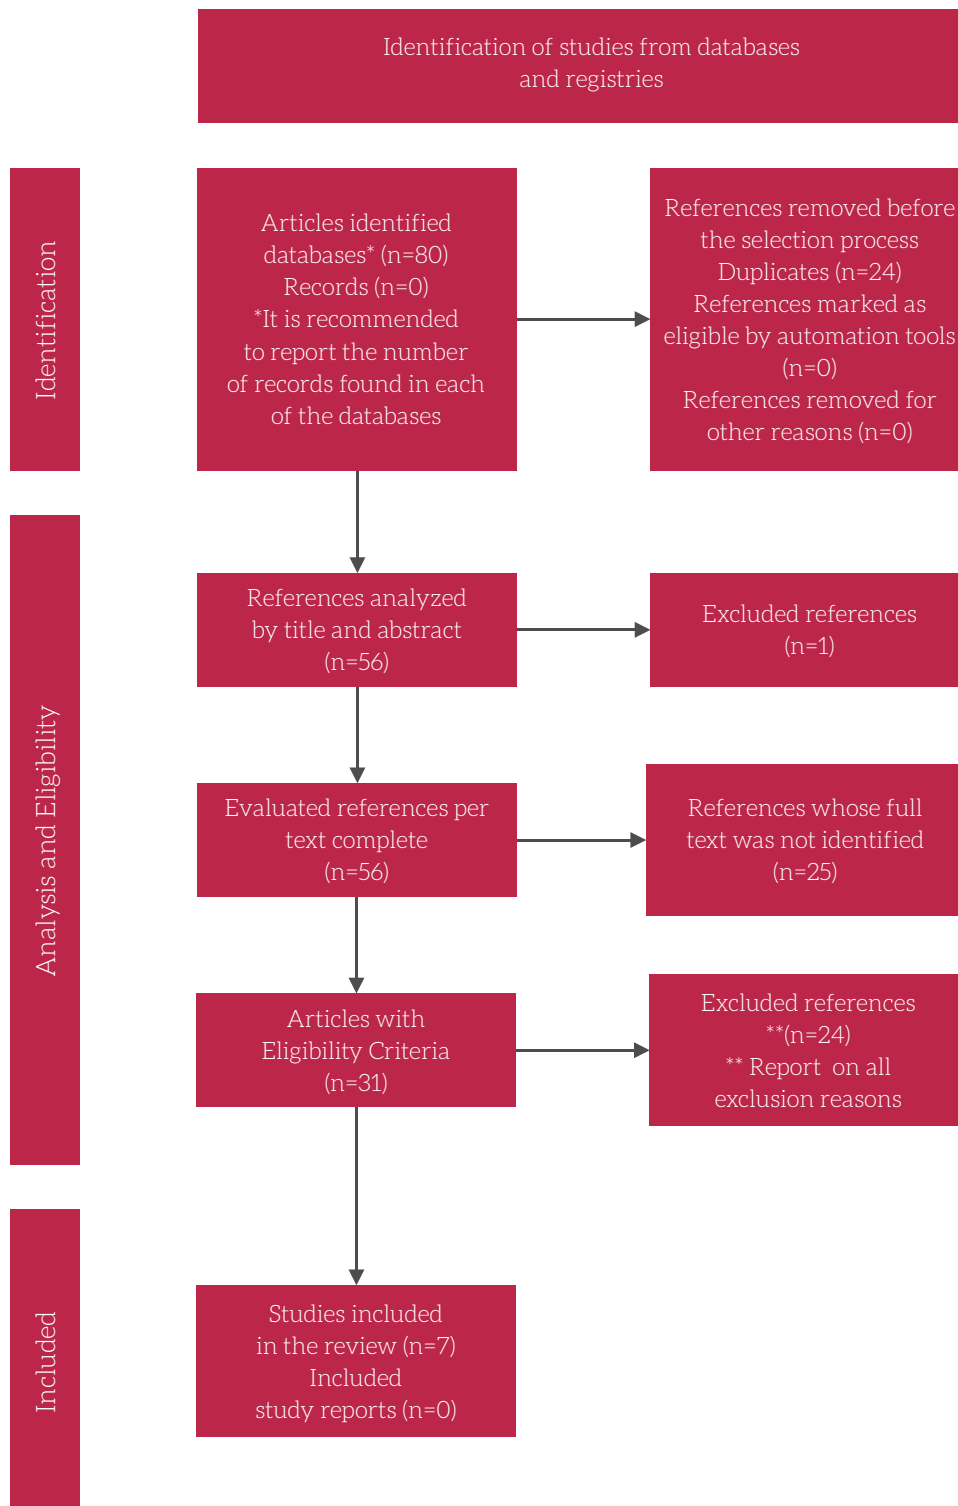 Identification of studies from databases
and registries
Identification
Articles identified
databases* (n=80)
Records (n=0)
*It is recommended
to report the number
of records found in each
of the databases
References removed before
the selection process
Duplicates (n=24)
References marked as
eligible by automation tools
(n=0)
References removed for
other reasons (n=0)
Analysis and Eligibility
References analyzed
by title and abstract
(n=56)
Excluded references
(n=1)
Evaluated references per
text complete
(n=56)
References whose full
text was not identified
(n=25)
Articles with
Eligibility Criteria
(n=31)
Excluded references
**(n=24)
** Report on all
exclusion reasons
Included
Studies included
in the review (n=7)
Included
study reports (n=0)